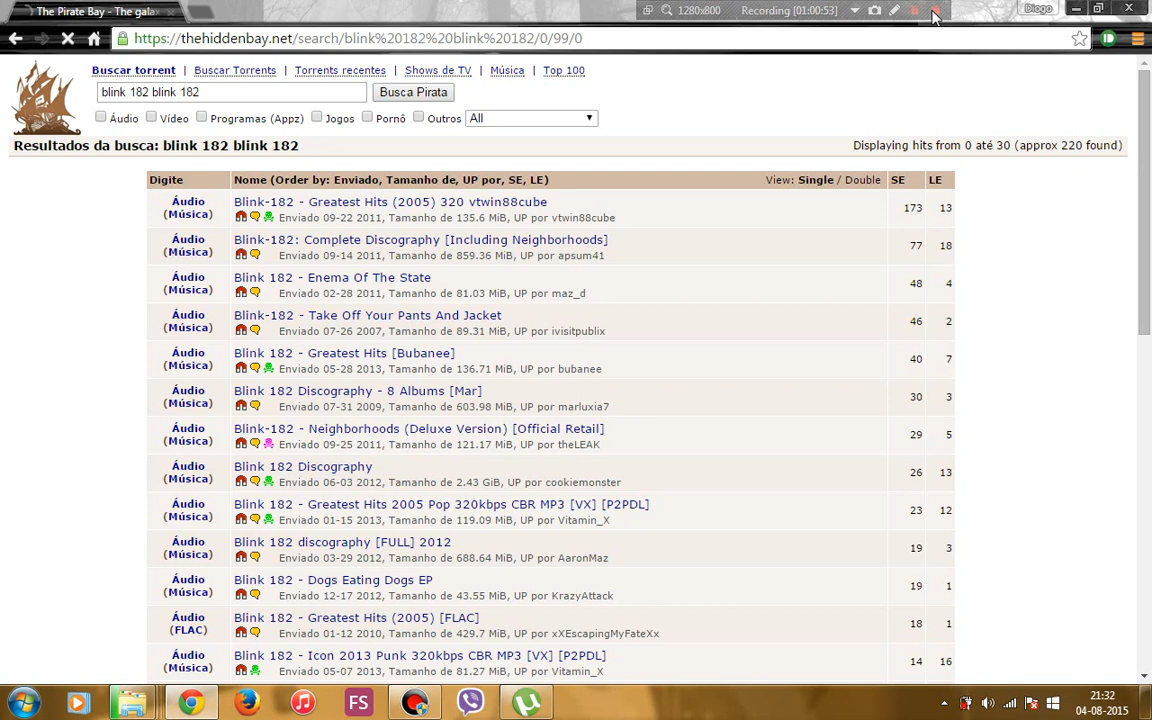 The Pirate Bay - The gala
1280x800
Recording [01:00:53]
Diogo
https://thehiddenbay.net/search/blink%20182%20blink%20182/0/99/0
Buscar torrent | Buscar Torrents | Torrents recentes | Shows de TV | Música | Top 100
blink 182 blink 182
Busca Pirata
Áudio Vídeo Programas (Appz) Jogos Pornô Outros All
Resultados da busca: blink 182 blink 182
Displaying hits from 0 até 30 (approx 220 found)
Digite Nome (Order by: Enviado, Tamanho de, UP por, SE, LE) View: Single / Double SE LE
Áudio
(Música)
Blink-182 - Greatest Hits (2005) 320 vtwin88cube
Enviado 09-22 2011, Tamanho de 135.6 MiB, UP por vtwin88cube
173 13
Áudio
(Música)
Blink-182: Complete Discography [Including Neighborhoods]
Enviado 09-14 2011, Tamanho de 859.36 MiB, UP por apsum41
77 18
Áudio
(Música)
Blink 182 - Enema Of The State
Enviado 02-28 2011, Tamanho de 81.03 MiB, UP por maz_d
48 4
Áudio
(Música)
Blink-182 - Take Off Your Pants And Jacket
Enviado 07-26 2007, Tamanho de 89.31 MiB, UP por ivisitpublix
46 2
Áudio
(Música)
Blink 182 - Greatest Hits [Bubanee]
Enviado 05-28 2013, Tamanho de 136.71 MiB, UP por bubanee
40 7
Áudio
(Música)
Blink 182 Discography - 8 Albums [Mar]
Enviado 07-31 2009, Tamanho de 603.98 MiB, UP por marluxia7
30 3
Áudio
(Música)
Blink-182 - Neighborhoods (Deluxe Version) [Official Retail]
Enviado 09-25 2011, Tamanho de 121.17 MiB, UP por theLEAK
29 5
Áudio
(Música)
Blink 182 Discography
Enviado 06-03 2012, Tamanho de 2.43 GiB, UP por cookiemonster
26 13
Áudio
(Música)
Blink 182 - Greatest Hits 2005 Pop 320kbps CBR MP3 [VX] [P2PDL]
Enviado 01-15 2013, Tamanho de 119.09 MiB, UP por Vitamin_X
23 12
Áudio
(Música)
Blink 182 discography [FULL] 2012
Enviado 03-29 2012, Tamanho de 688.64 MiB, UP por AaronMaz
19 3
Áudio
(Música)
Blink 182 - Dogs Eating Dogs EP
Enviado 12-17 2012, Tamanho de 43.55 MiB, UP por KrazyAttack
19 1
Áudio
(FLAC)
Blink 182 - Greatest Hits (2005) [FLAC]
Enviado 01-12 2010, Tamanho de 429.7 MiB, UP por xXEscapingMyFateXx
18 1
Áudio
(Música)
Blink 182 - Icon 2013 Punk 320kbps CBR MP3 [VX] [P2PDL]
Enviado 05-07 2013, Tamanho de 81.27 MiB, UP por Vitamin_X
14 16
FS
21:32
04-08-2015